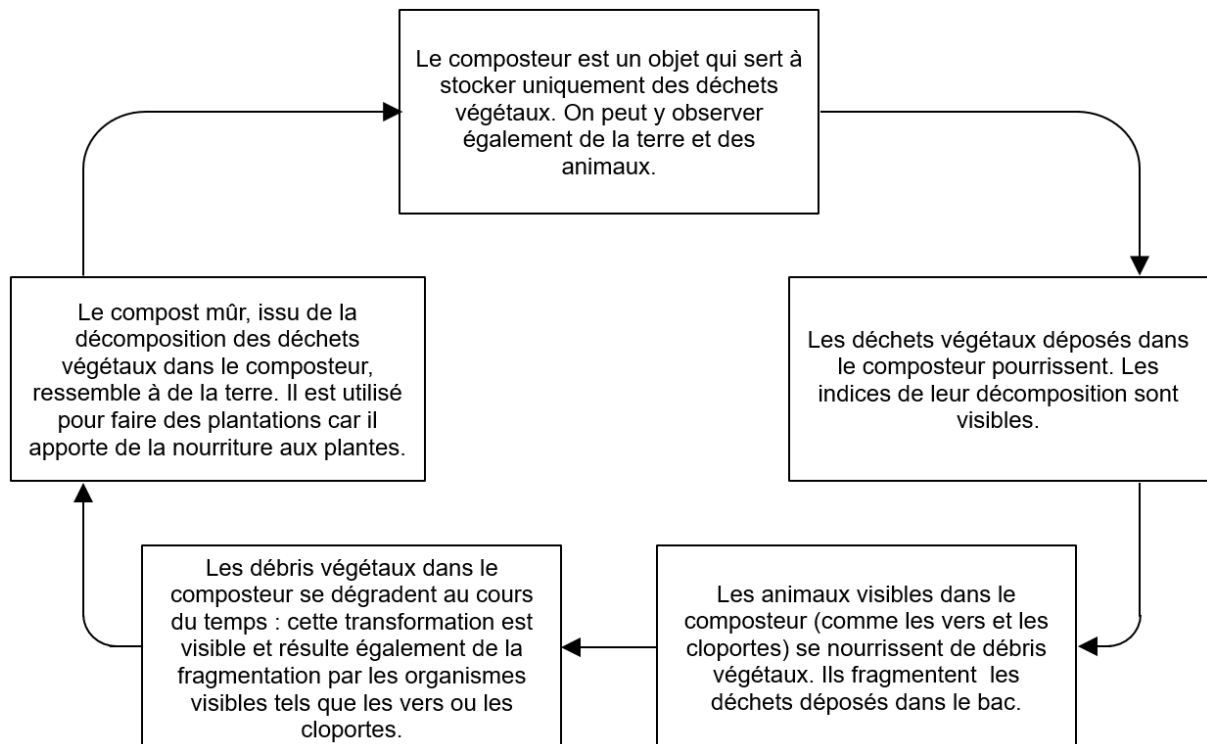 Le composteur est un objet qui sert à
stocker uniquement des déchets
végétaux. On peut y observer
également de la terre et des
animaux.
Les déchets végétaux déposés dans
le composteur pourrissent. Les
indices de leur décomposition sont
visibles.
Les animaux visibles dans le
composteur (comme les vers et les
cloportes) se nourrissent de débris
végétaux. Ils fragmentent les
déchets déposés dans le bac.
Les débris végétaux dans le
composteur se dégradent au cours
du temps : cette transformation est
visible et résulte également de la
fragmentation par les organismes
visibles tels que les vers ou les
cloportes.
Le compost mûr, issu de la
décomposition des déchets
végétaux dans le composteur,
ressemble à de la terre. Il est utilisé
pour faire des plantations car il
apporte de la nourriture aux plantes.